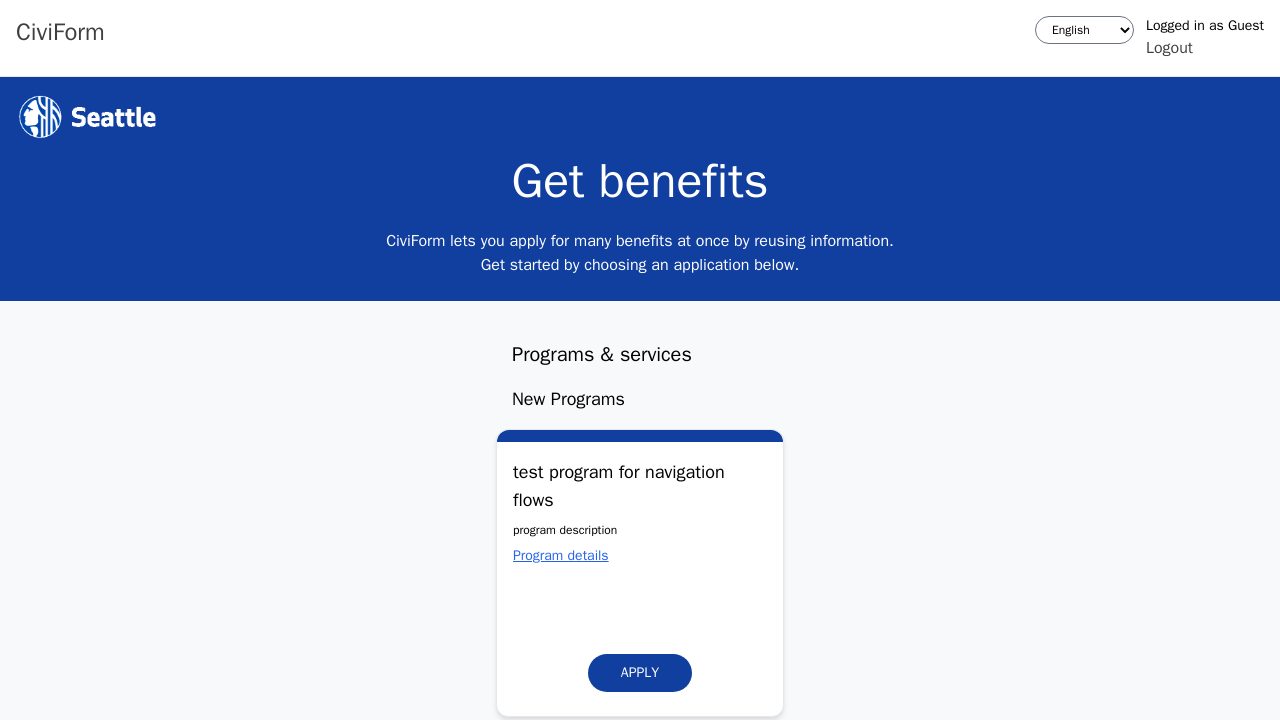 CiviForm
English
Logged in as Guest
Logout
Seattle
Get benefits
CiviForm lets you apply for many benefits at once by reusing information.
Get started by choosing an application below.
Programs & services
New Programs
test program for navigation
flows
program description
Program details
APPLY